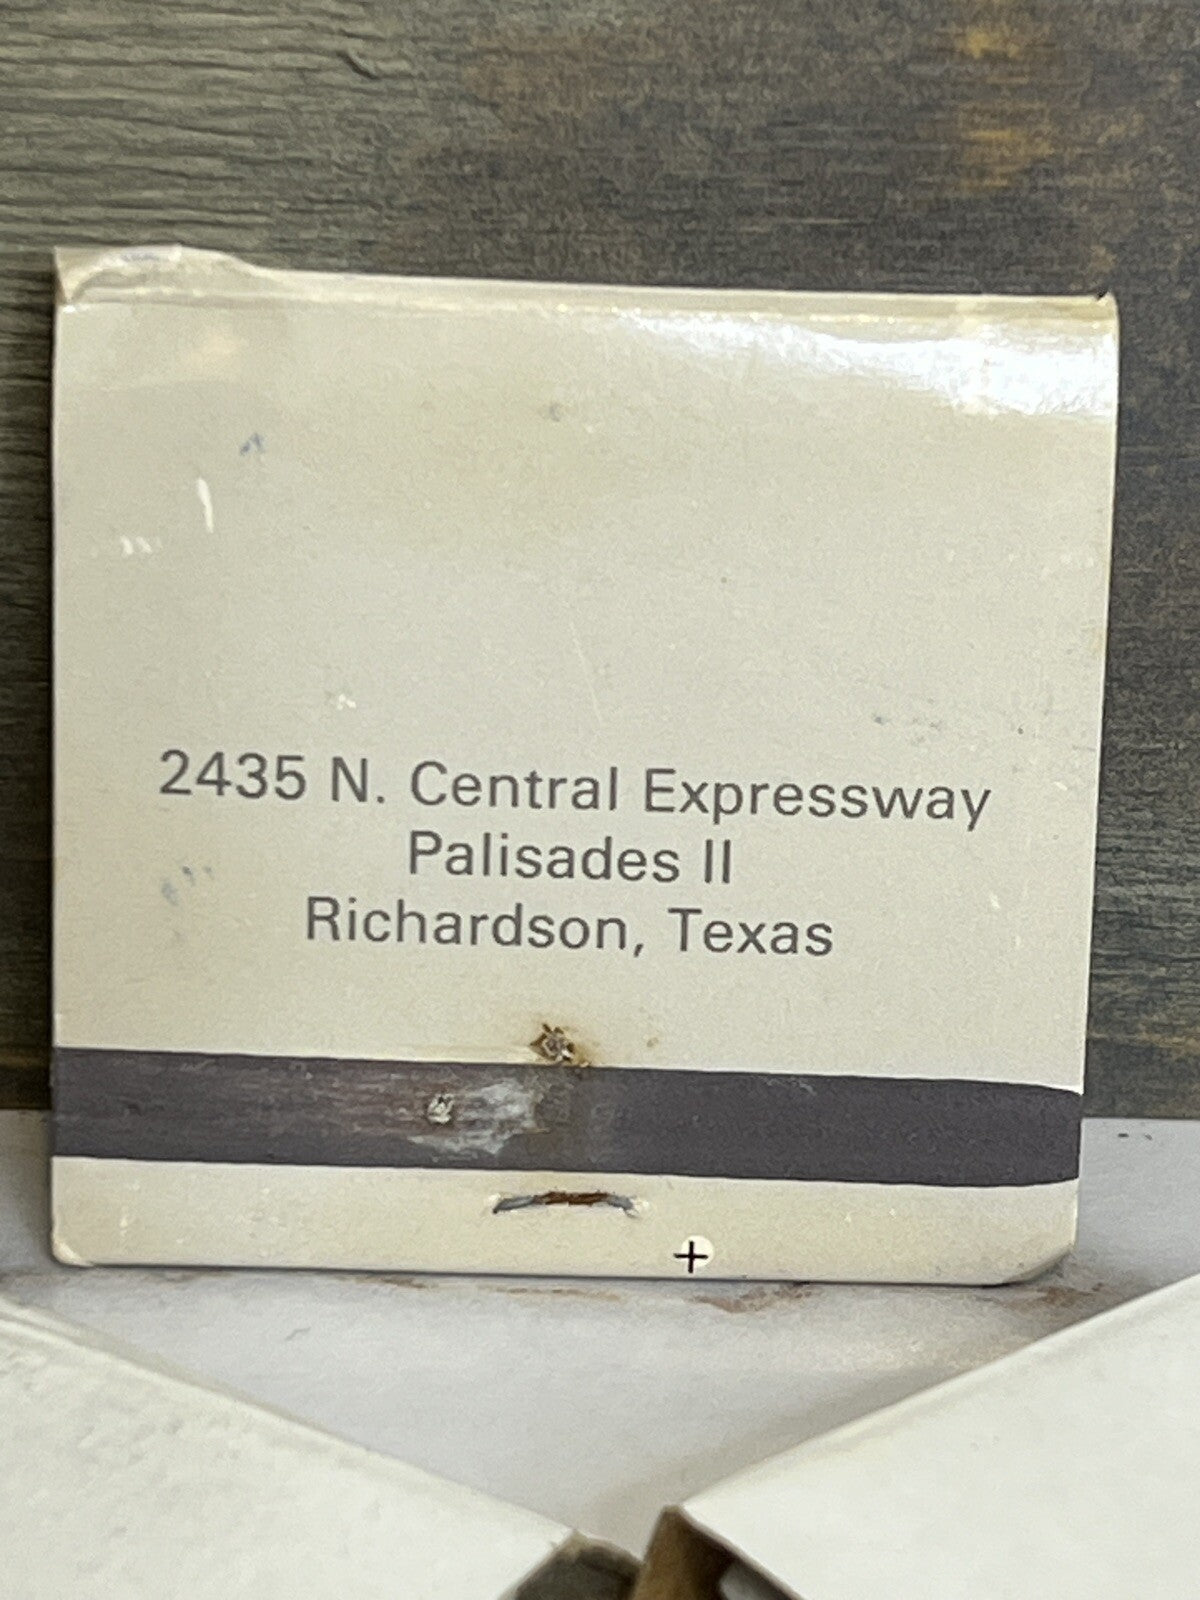 2435 N. Central Expressway
Palisades II
Richardson, Texas